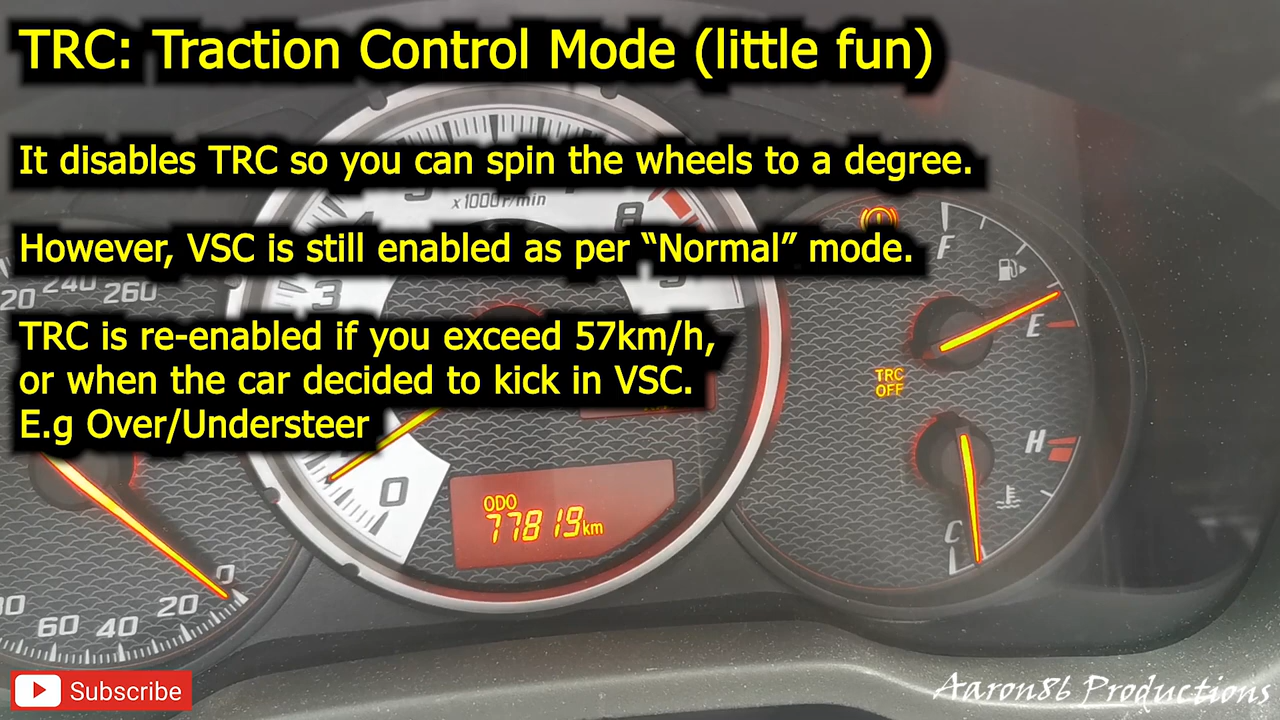 TRC: Traction Control Mode (little fun)
It disables TRC so you can spin the wheels to a degree.
x1000r/min
8
However, VSC is still enabled as per “Normal” mode.
F
240
260
20
3
TRC is re-enabled if you exceed 57km/h,
or when the car decided to kick in VSC.
E.g Over/Understeer
E
TRC
OFF
H
0
ODO
77819km
C
0
20
40
60
Subscribe
Aaron86 Productions